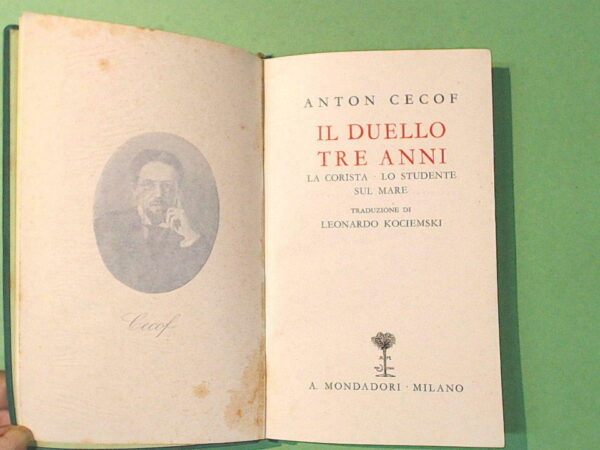 Cecof
ANTON CECOF
IL DUELLO
TRE ANNI
LA CORISTA · LO STUDENTE
SUL MARE
TRADUZIONE DI
LEONARDO KOCIEMSKI
A. MONDADORI · MILANO